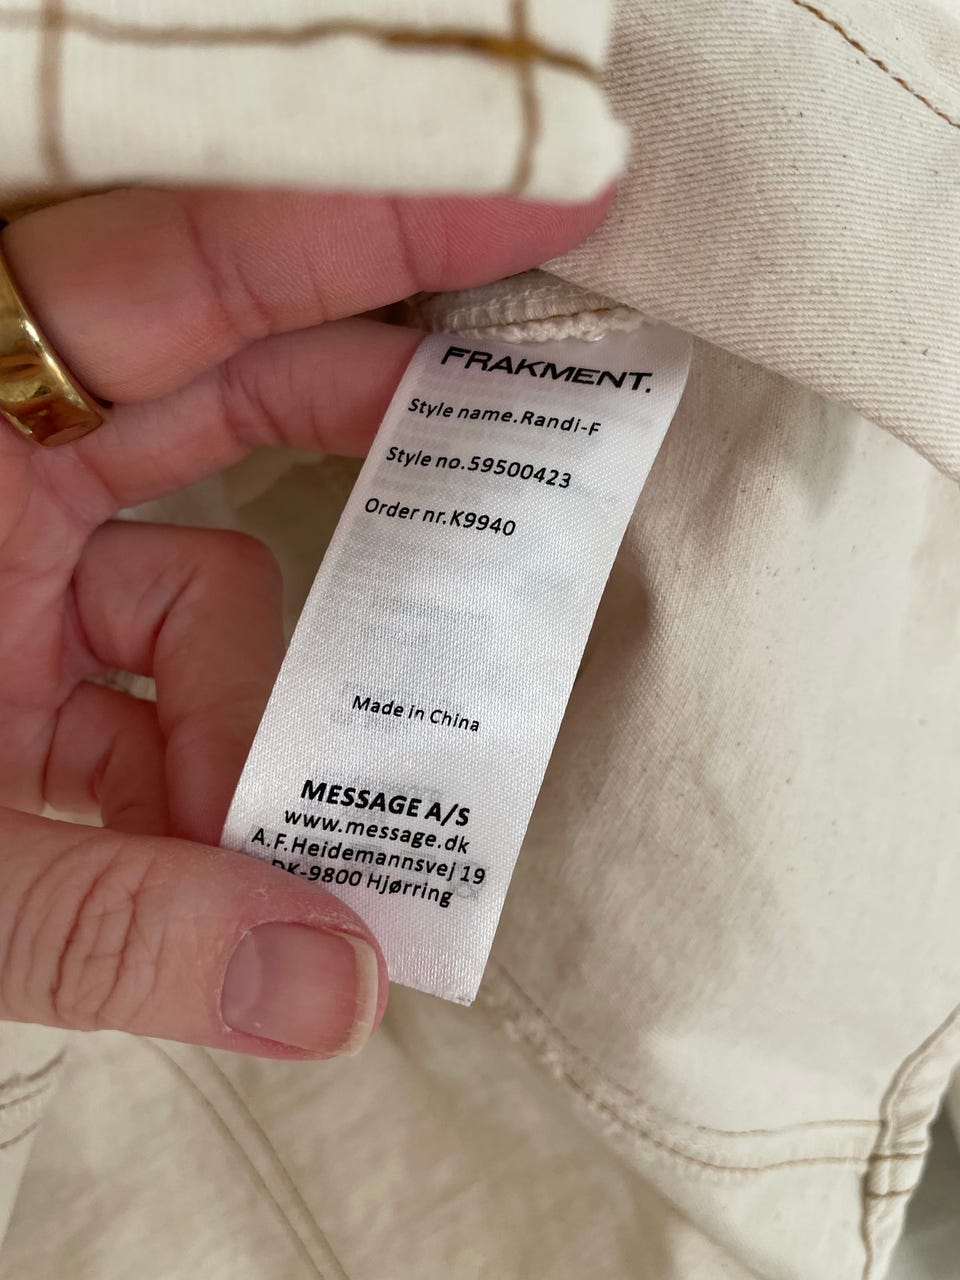 FRAKMENT.
Style name.Randi-F
Style no.59500423
Order nr.K9940
Made in China
MESSAGE A/S
www.message.dk
A.F.Heidemannsvej 19
DK-9800 Hjørring